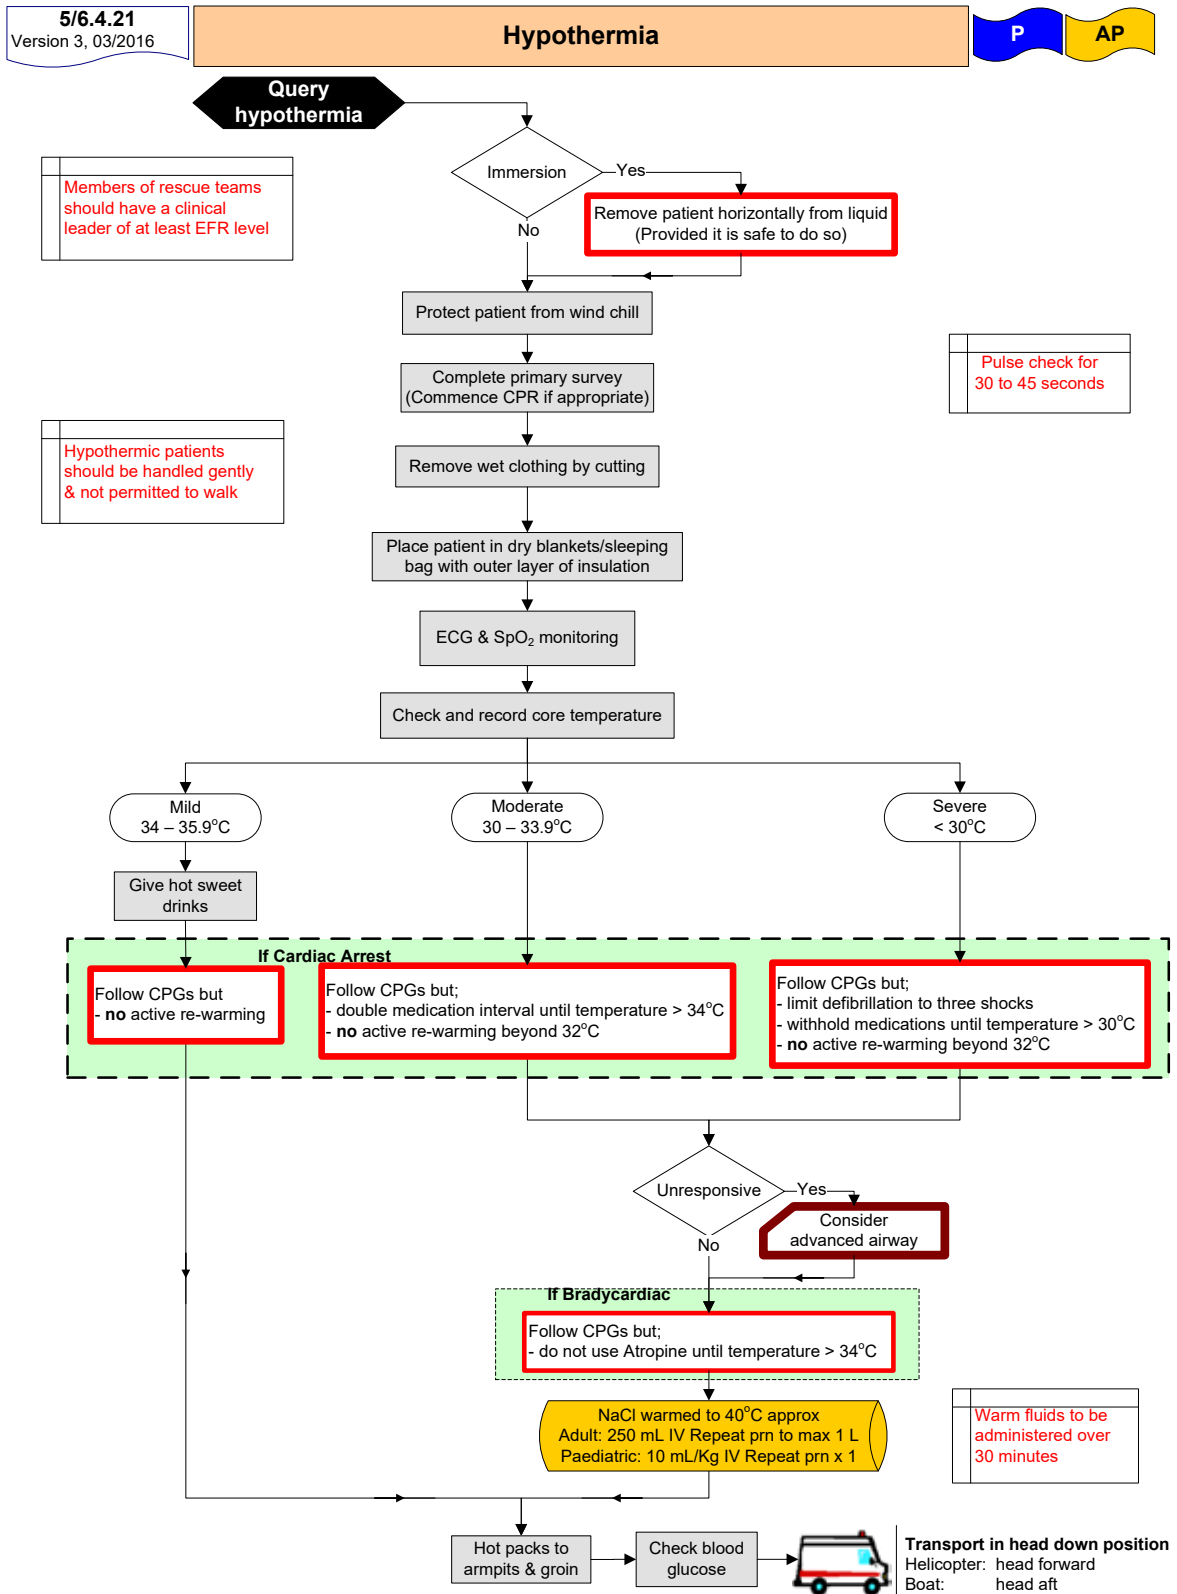 5/6.4.21
Version 3, 03/2016
Hypothermia
P
AP
Query
hypothermia
Immersion
Yes
No
Remove patient horizontally from liquid
(Provided it is safe to do so)
Members of rescue teams
should have a clinical
leader of at least EFR level
Protect patient from wind chill
Complete primary survey
(Commence CPR if appropriate)
Pulse check for
30 to 45 seconds
Hypothermic patients
should be handled gently
& not permitted to walk
Remove wet clothing by cutting
Place patient in dry blankets/sleeping
bag with outer layer of insulation
ECG & SpO₂ monitoring
Check and record core temperature
Mild
34 – 35.9°C
Moderate
30 – 33.9°C
Severe
< 30°C
Give hot sweet
drinks
If Cardiac Arrest
Follow CPGs but
- no active re-warming
Follow CPGs but;
- double medication interval until temperature > 34°C
- no active re-warming beyond 32°C
Follow CPGs but;
- limit defibrillation to three shocks
- withhold medications until temperature > 30°C
- no active re-warming beyond 32°C
Unresponsive
Yes
No
Consider
advanced airway
If Bradycardiac
Follow CPGs but;
- do not use Atropine until temperature > 34°C
NaCl warmed to 40°C approx
Adult: 250 mL IV Repeat prn to max 1 L
Paediatric: 10 mL/Kg IV Repeat prn x 1
Warm fluids to be
administered over
30 minutes
Hot packs to
armpits & groin
Check blood
glucose
Transport in head down position
Helicopter: head forward
Boat: head aft